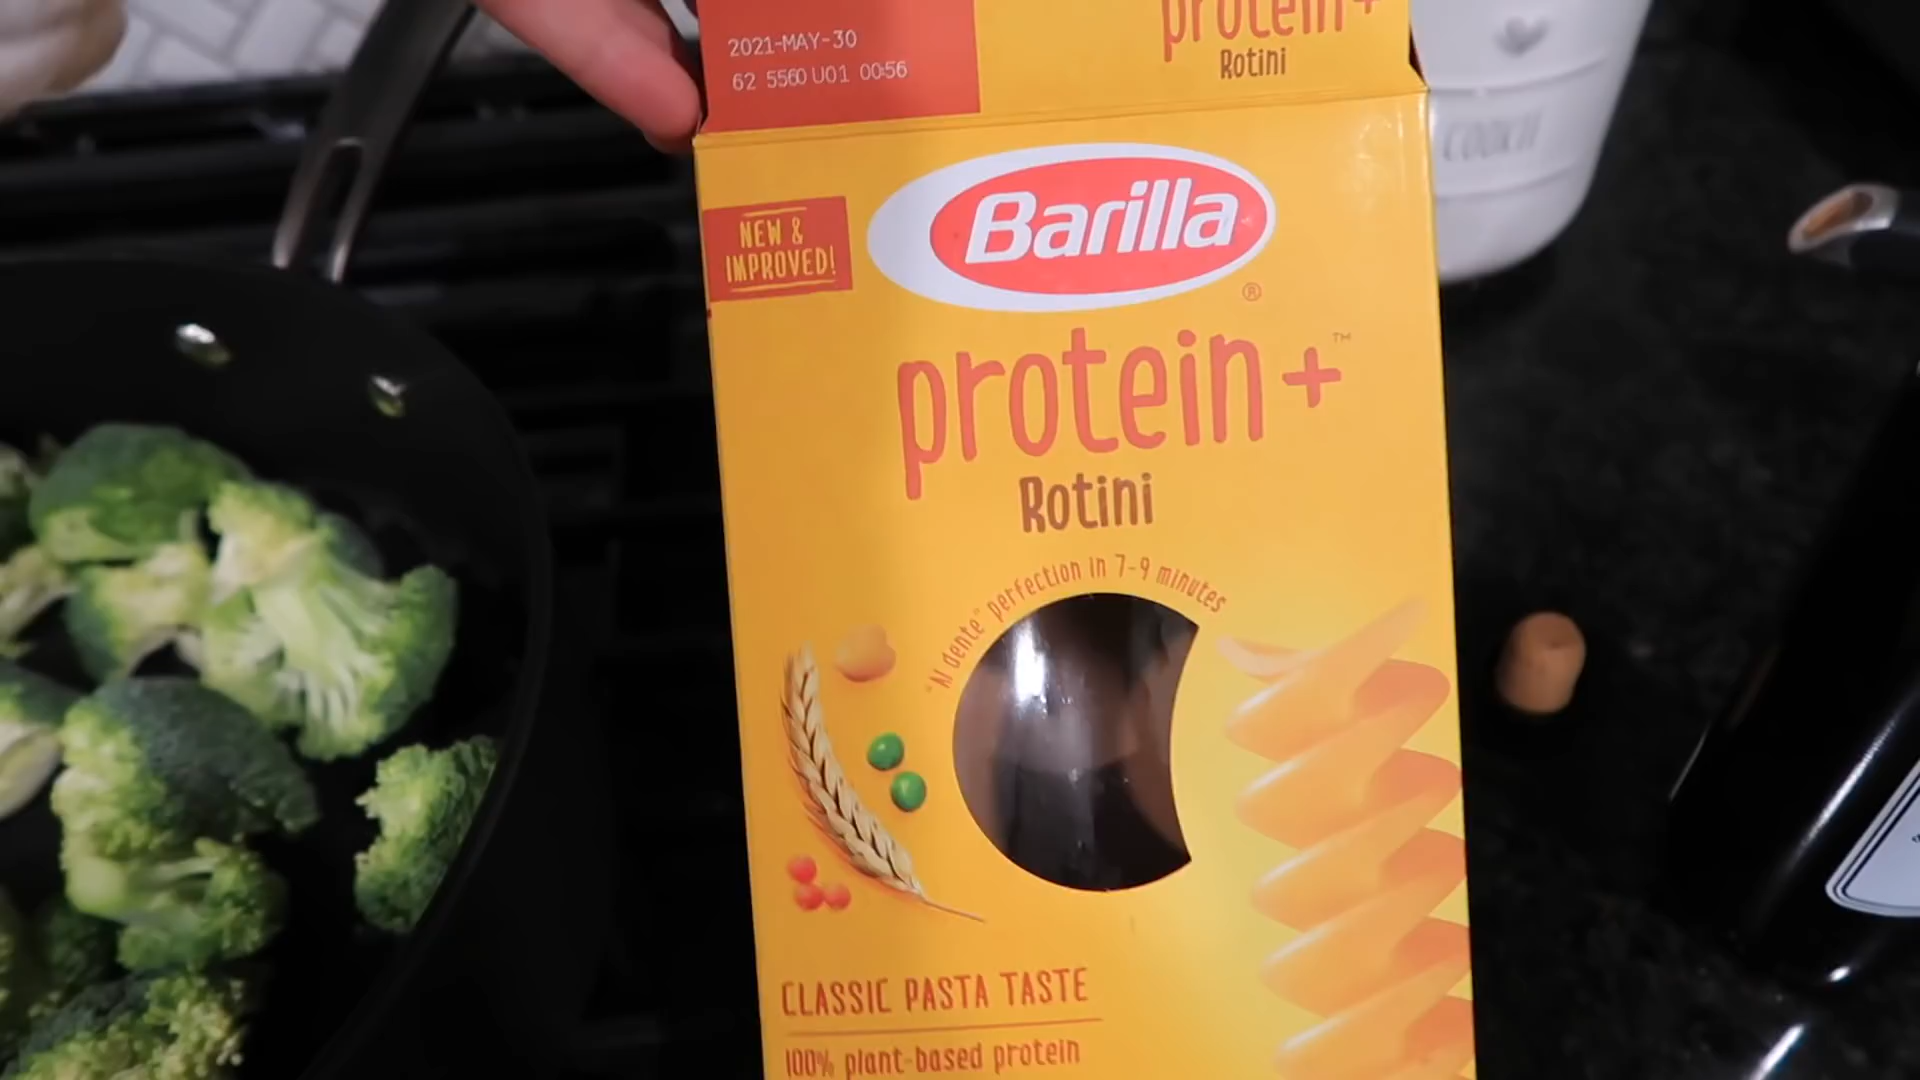 2021-MAY-30
62 5560 U01 00:56
protein+
Rotini
COOKIE
NEW &
IMPROVED!
Barilla
®
protein+™
Rotini
"Al dente" perfection in 7-9 minutes
CLASSIC PASTA TASTE
100% plant-based protein